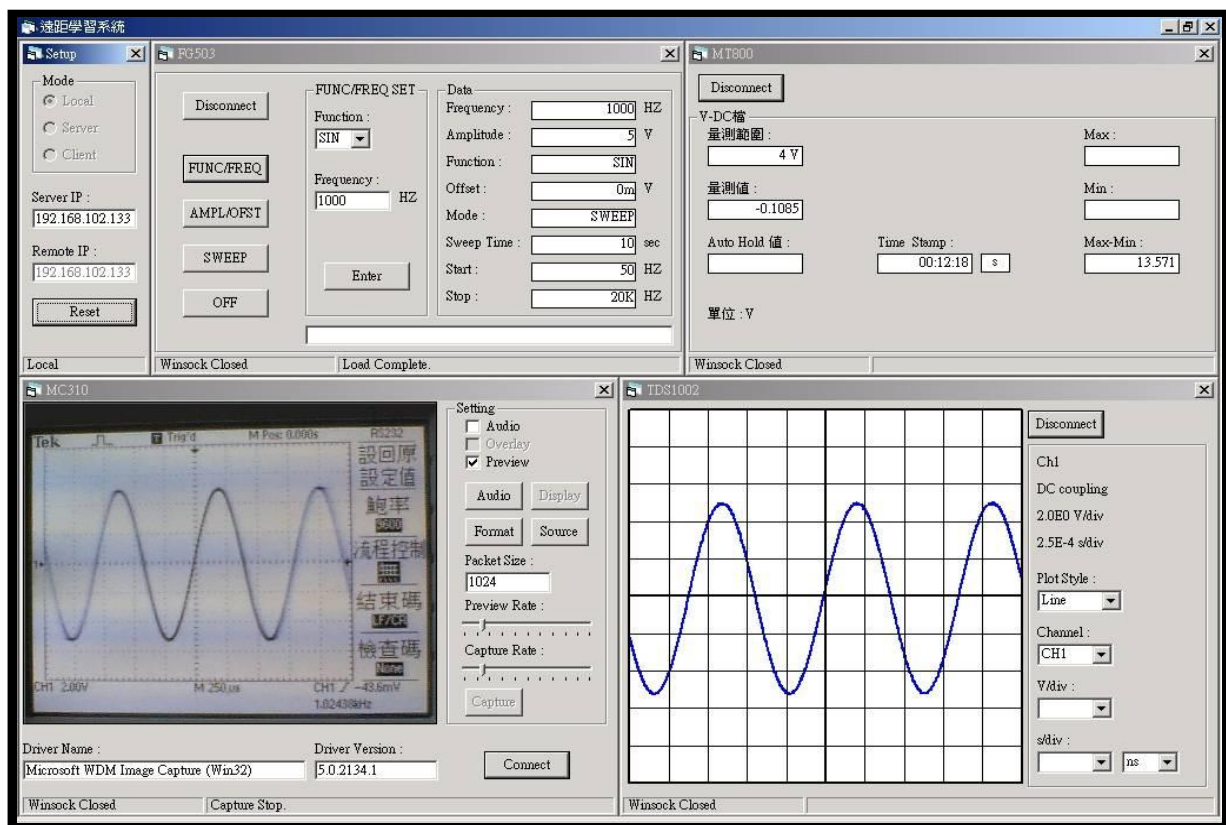 遠距學習系統
Setup
Mode
Local
Server
Client
Server IP :
192.168.102.133
Remote IP :
192.168.102.133
Reset
Local
FG503
Disconnect
FUNC/FREQ
AMPL/OFST
SWEEP
OFF
FUNC/FREQ SET
Function :
SIN
Frequency :
1000 HZ
Enter
Data
Frequency : 1000 HZ
Amplitude : 5 V
Function : SIN
Offset : 0m V
Mode : SWEEP
Sweep Time : 10 sec
Start : 50 HZ
Stop : 20K HZ
Winsock Closed
Load Complete.
MT800
Disconnect
V-DC檔
量測範圍 :
4 V
量測值 :
-0.1085
Auto Hold 值 :
Time Stamp :
00:12:18 s
Max :
Min :
Max-Min :
13.571
單位 : V
Winsock Closed
MC310
Tek T Trig'd M Pos: 0.000s RS232
設回原
設定值
鮑率
9600
流程控制
結束碼
LF/CR
檢查碼
None
CH1 2.00V M 250us CH1 -43.6mV
1.02438kHz
Setting
Audio
Overlay
Preview
Audio Display
Format Source
Packet Size :
1024
Preview Rate :
Capture Rate :
Capture
Driver Name :
Microsoft WDM Image Capture (Win32)
Driver Version :
5.0.2134.1
Connect
Winsock Closed
Capture Stop.
TDS1002
Disconnect
Ch1
DC coupling
2.0E0 V/div
2.5E-4 s/div
Plot Style :
Line
Channel :
CH1
V/div :
s/div :
ns
Winsock Closed